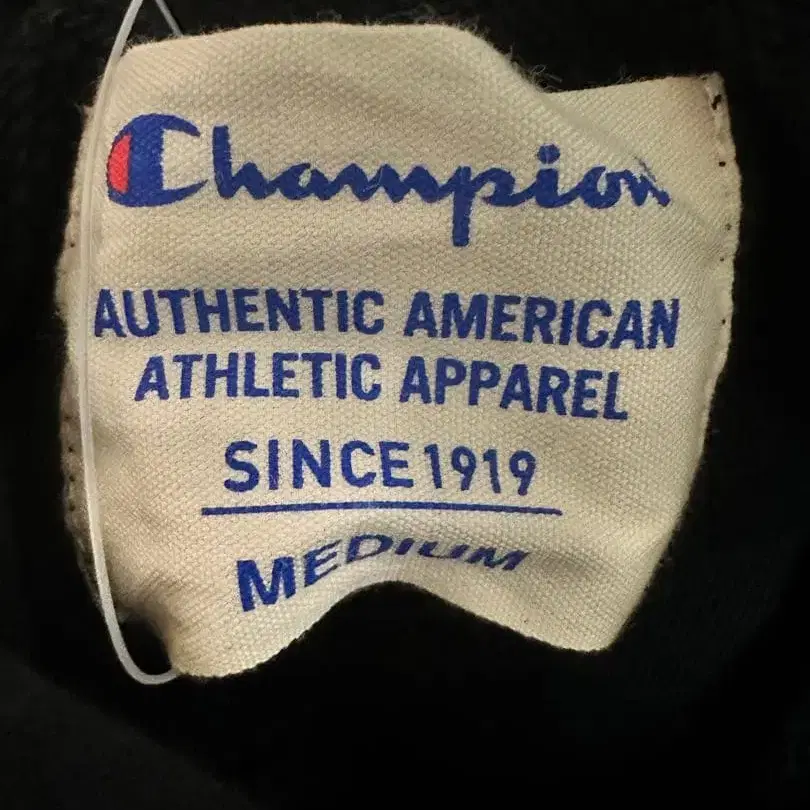 Champion
AUTHENTIC AMERICAN
ATHLETIC APPAREL
SINCE 1919
MEDIUM